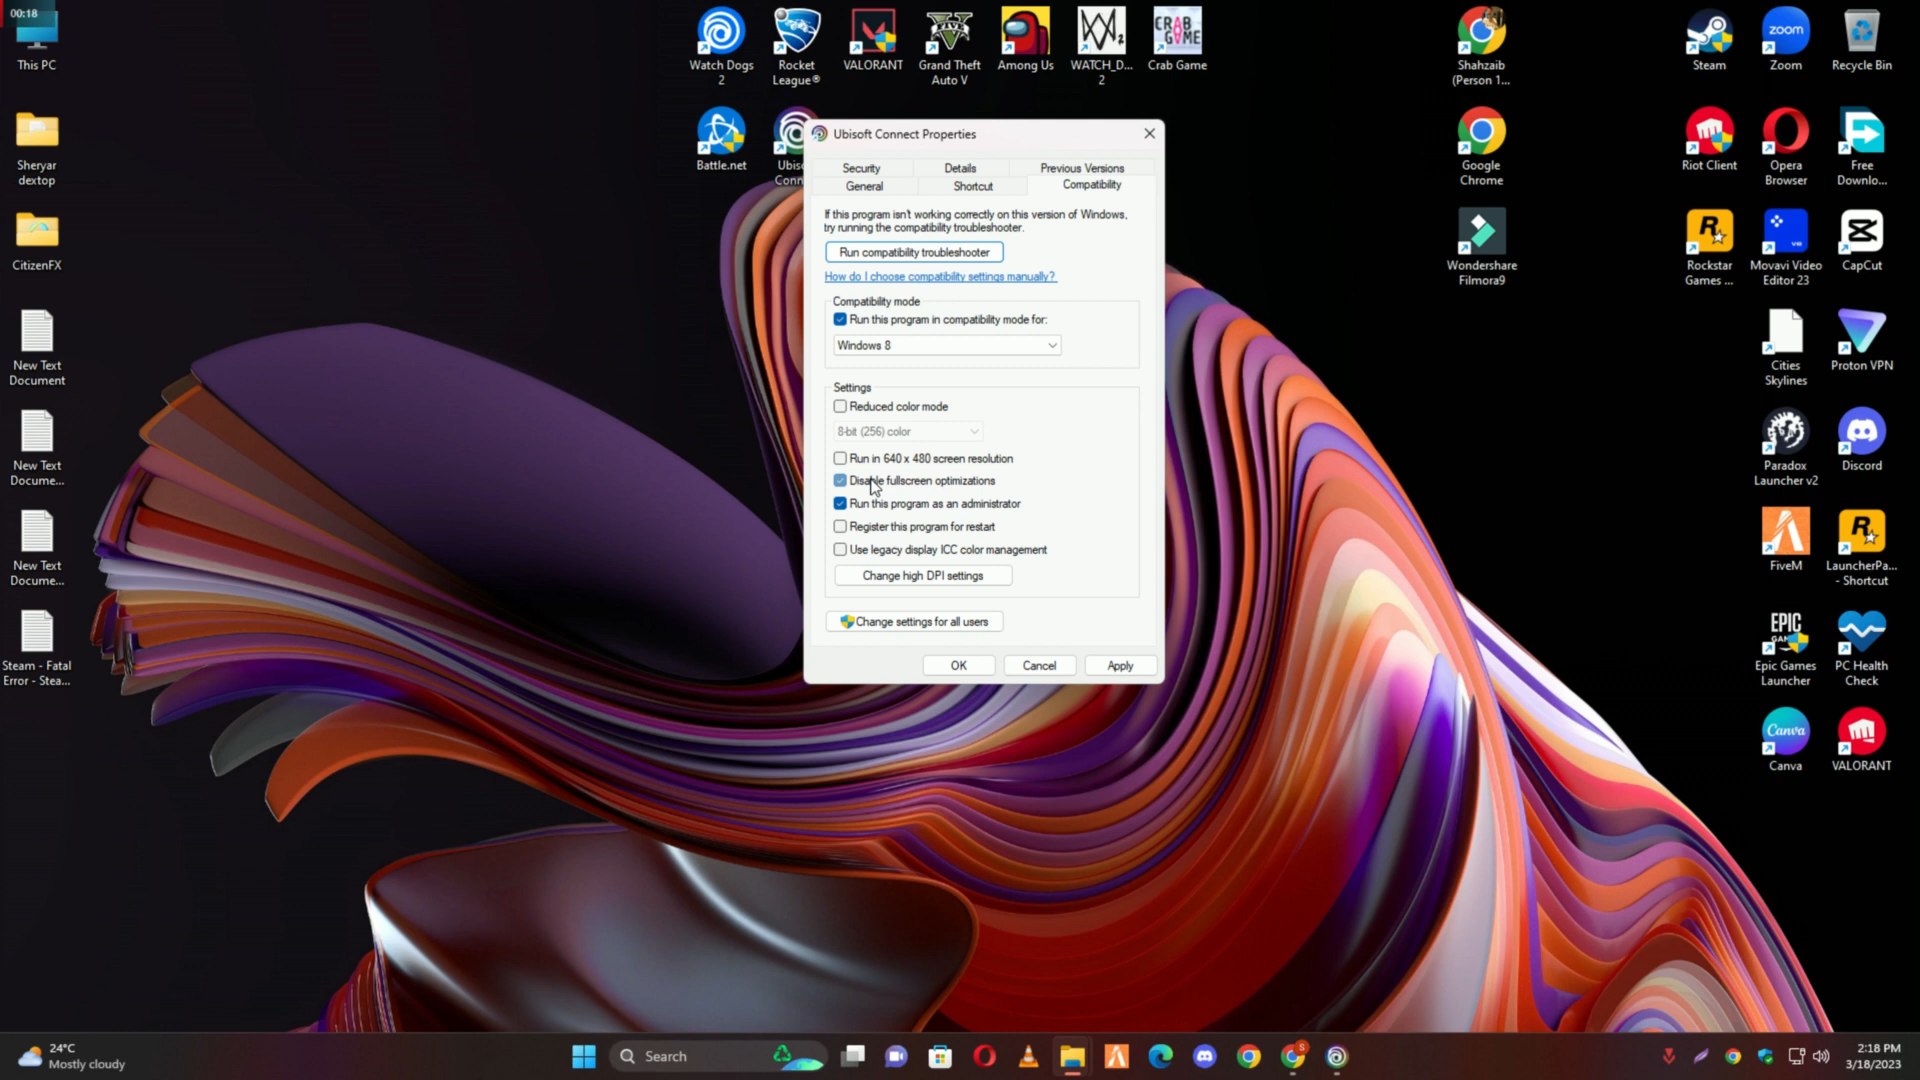 00:18
This PC
Sheryar
dextop
CitizenFX
New Text
Document
New Text
Docume...
New Text
Docume...
Steam - Fatal
Error - Stea...
Watch Dogs
2
Rocket
League®
VALORANT
Grand Theft
Auto V
Among Us
WATCH_D...
2
CRAB
GAME
Crab Game
Battle.net
Ubiso
Conn
Shahzaib
(Person 1...
Google
Chrome
Wondershare
Filmora9
Steam
zoom
Zoom
Recycle Bin
Riot Client
Opera
Browser
Free
Downlo...
Rockstar
Games ...
Movavi Video
Editor 23
CapCut
Cities
Skylines
Proton VPN
Paradox
Launcher v2
Discord
FiveM
LauncherPa...
- Shortcut
EPIC
GAMES
Epic Games
Launcher
PC Health
Check
Canva
Canva
VALORANT
Ubisoft Connect Properties
Security
Details
Previous Versions
General
Shortcut
Compatibility
If this program isn't working correctly on this version of Windows,
try running the compatibility troubleshooter.
Run compatibility troubleshooter
How do I choose compatibility settings manually?
Compatibility mode
Run this program in compatibility mode for:
Windows 8
Settings
Reduced color mode
8-bit (256) color
Run in 640 x 480 screen resolution
Disable fullscreen optimizations
Run this program as an administrator
Register this program for restart
Use legacy display ICC color management
Change high DPI settings
Change settings for all users
OK
Cancel
Apply
24°C
Mostly cloudy
Search
S
2:18 PM
3/18/2023